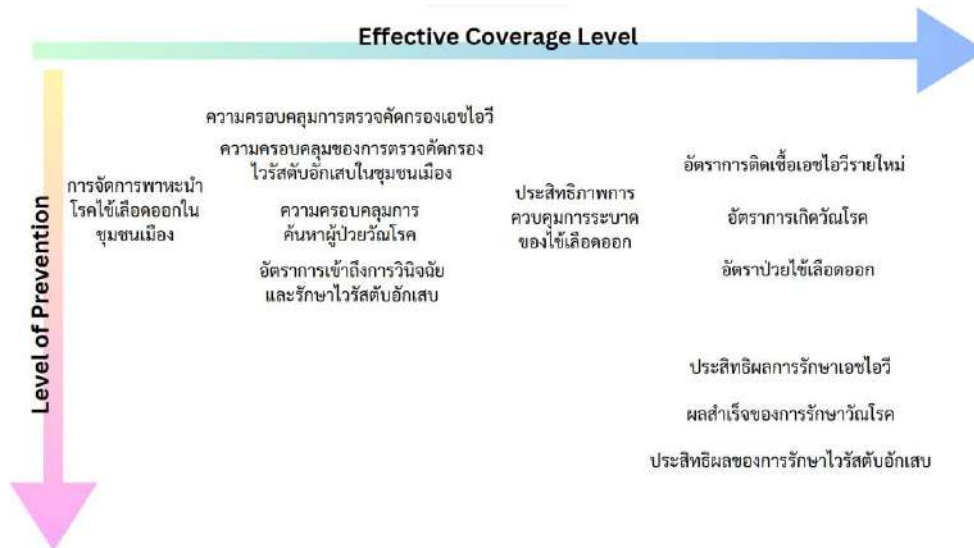 Effective Coverage Level
Level of Prevention
การจัดการพาหะนำ
โรคไข้เลือดออกใน
ชุมชนเมือง
ความครอบคลุมการตรวจคัดกรองเอชไอวี
ความครอบคลุมของการตรวจคัดกรอง
ไวรัสตับอักเสบในชุมชนเมือง
ความครอบคลุมการ
ค้นหาผู้ป่วยวัณโรค
อัตราการเข้าถึงการวินิจฉัย
และรักษาไวรัสตับอักเสบ
ประสิทธิภาพการ
ควบคุมการระบาด
ของไข้เลือดออก
อัตราการติดเชื้อเอชไอวีรายใหม่
อัตราการเกิดวัณโรค
อัตราป่วยไข้เลือดออก
ประสิทธิผลการรักษาเอชไอวี
ผลสำเร็จของการรักษาวัณโรค
ประสิทธิผลของการรักษาไวรัสตับอักเสบ